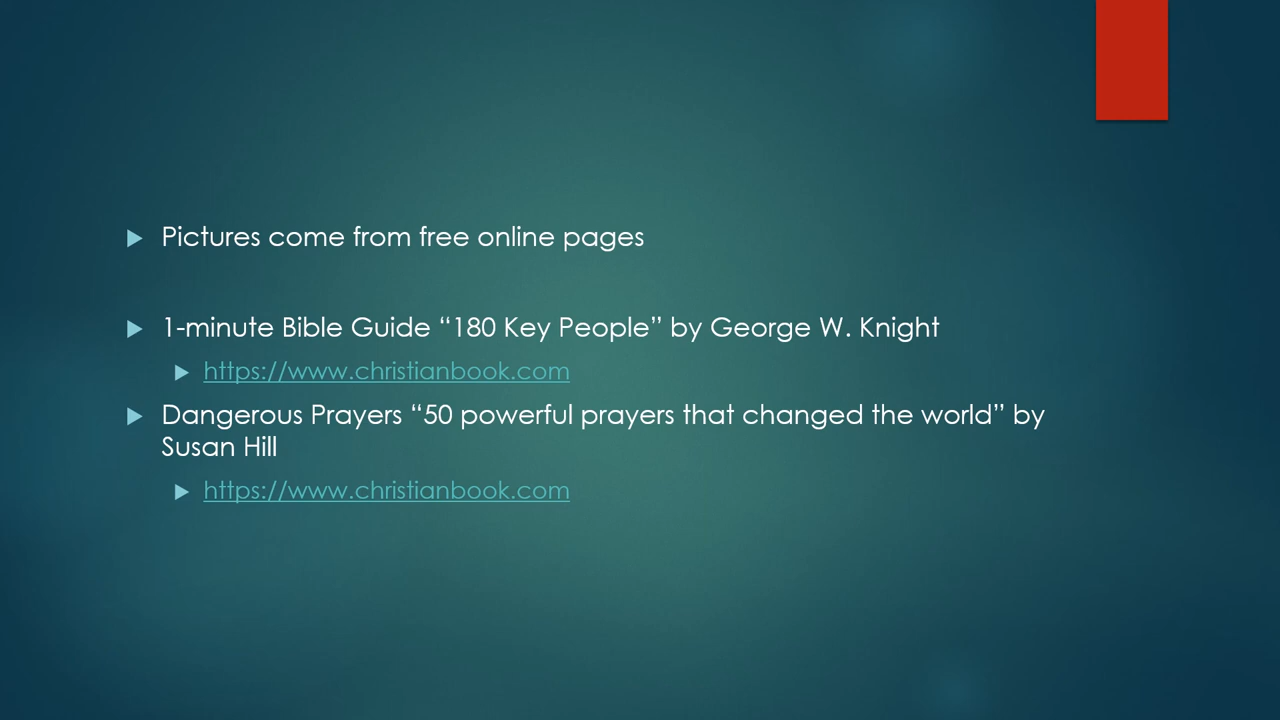 Pictures come from free online pages
1-minute Bible Guide “180 Key People” by George W. Knight
https://www.christianbook.com
Dangerous Prayers “50 powerful prayers that changed the world” by
Susan Hill
https://www.christianbook.com